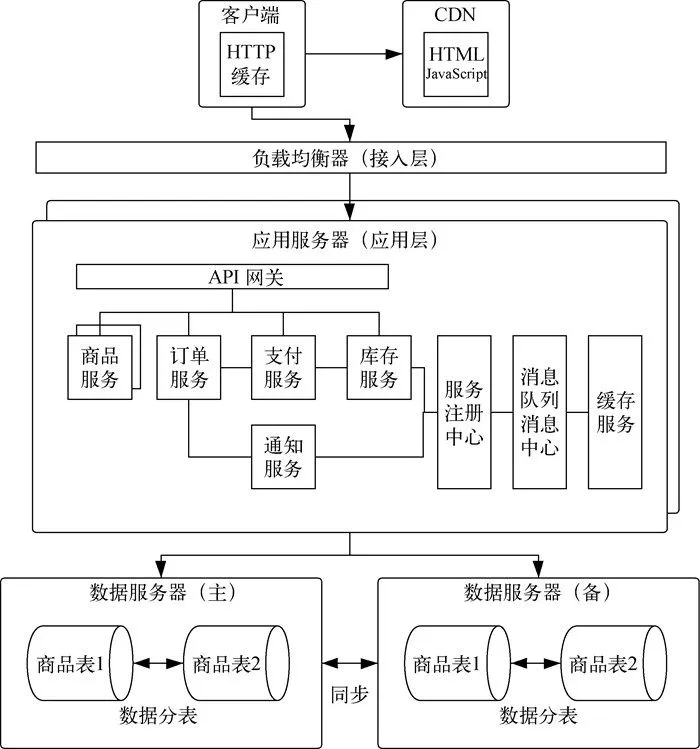 客户端
HTTP
缓存
CDN
HTML
JavaScript
负载均衡器（接入层）
应用服务器（应用层）
API 网关
商品
服务
订单
服务
支付
服务
库存
服务
通知
服务
服务
注册
中心
消息
队列
消息
中心
缓存
服务
数据服务器（主）
商品表1
商品表2
数据分表
同步
数据服务器（备）
商品表1
商品表2
数据分表